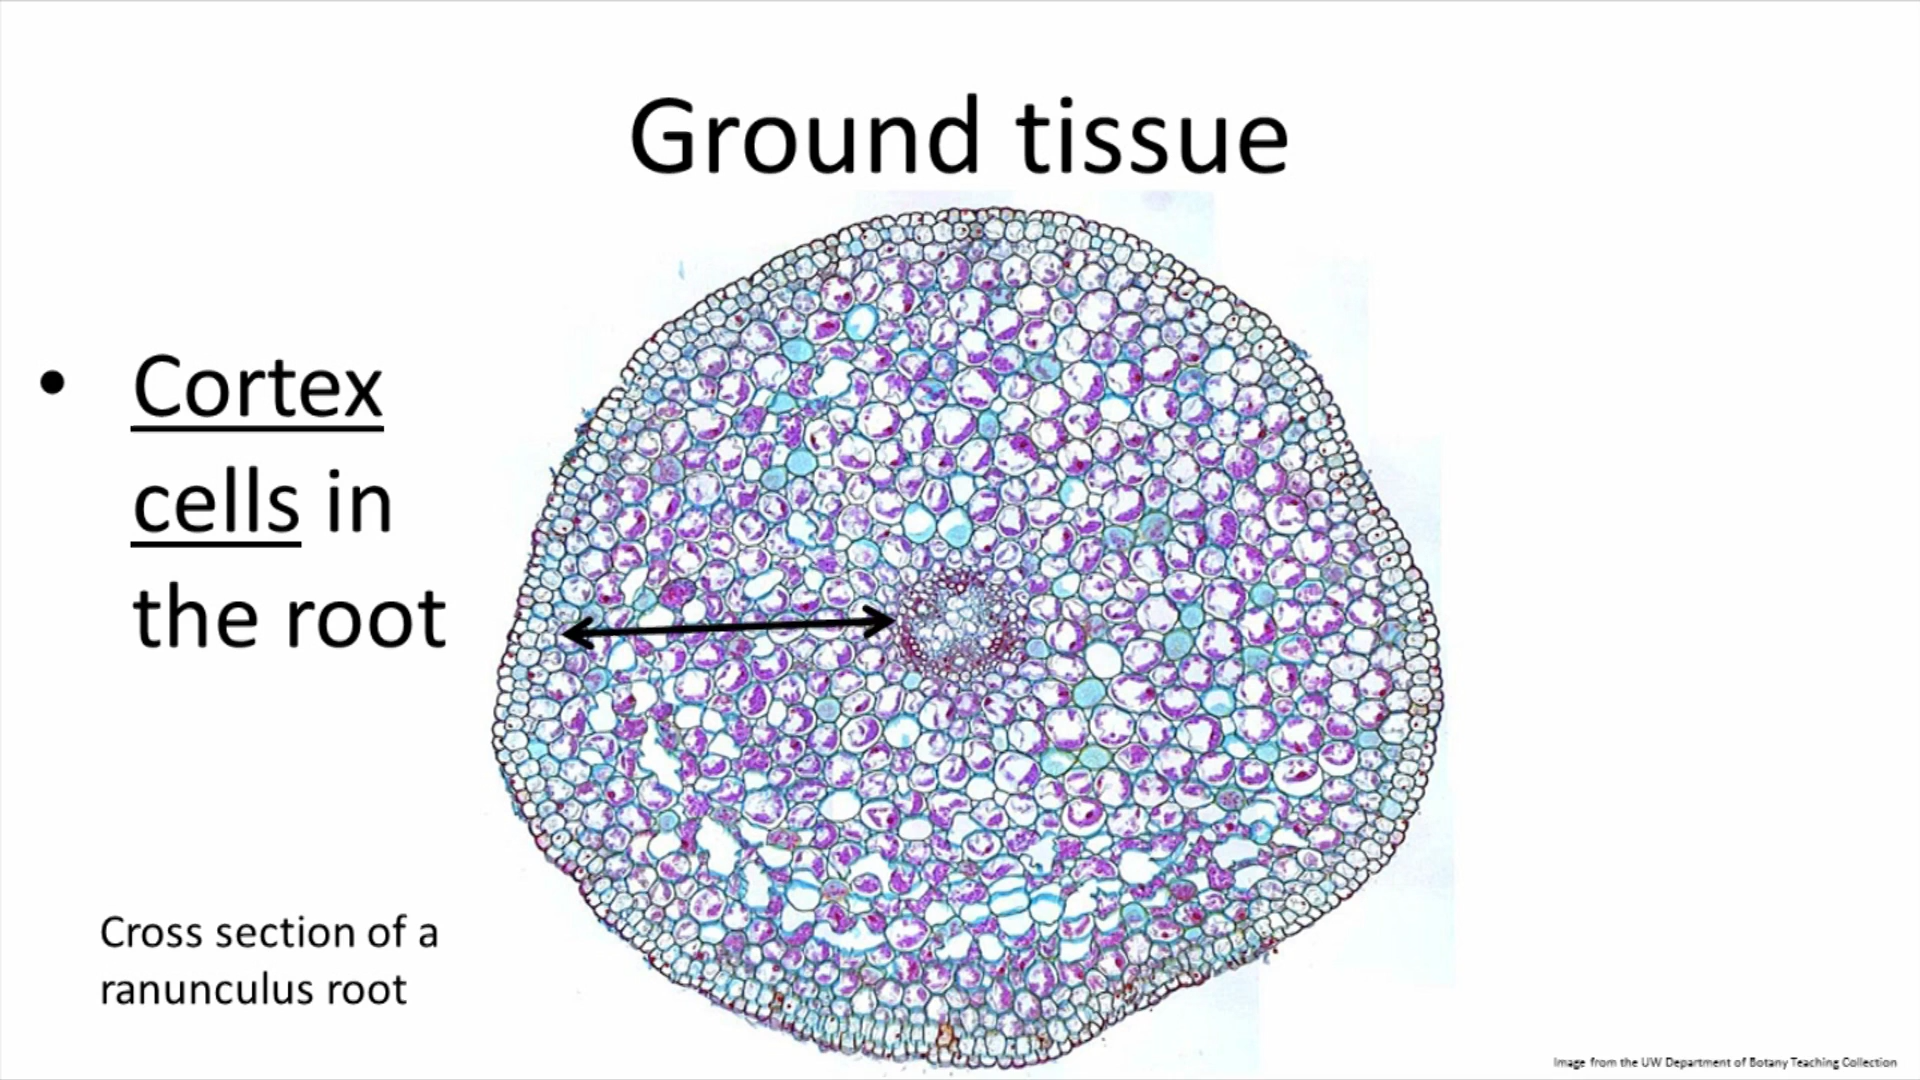 Ground tissue
• Cortex
cells in
the root
Cross section of a
ranunculus root
Image from the UW Department of Botany Teaching Collection